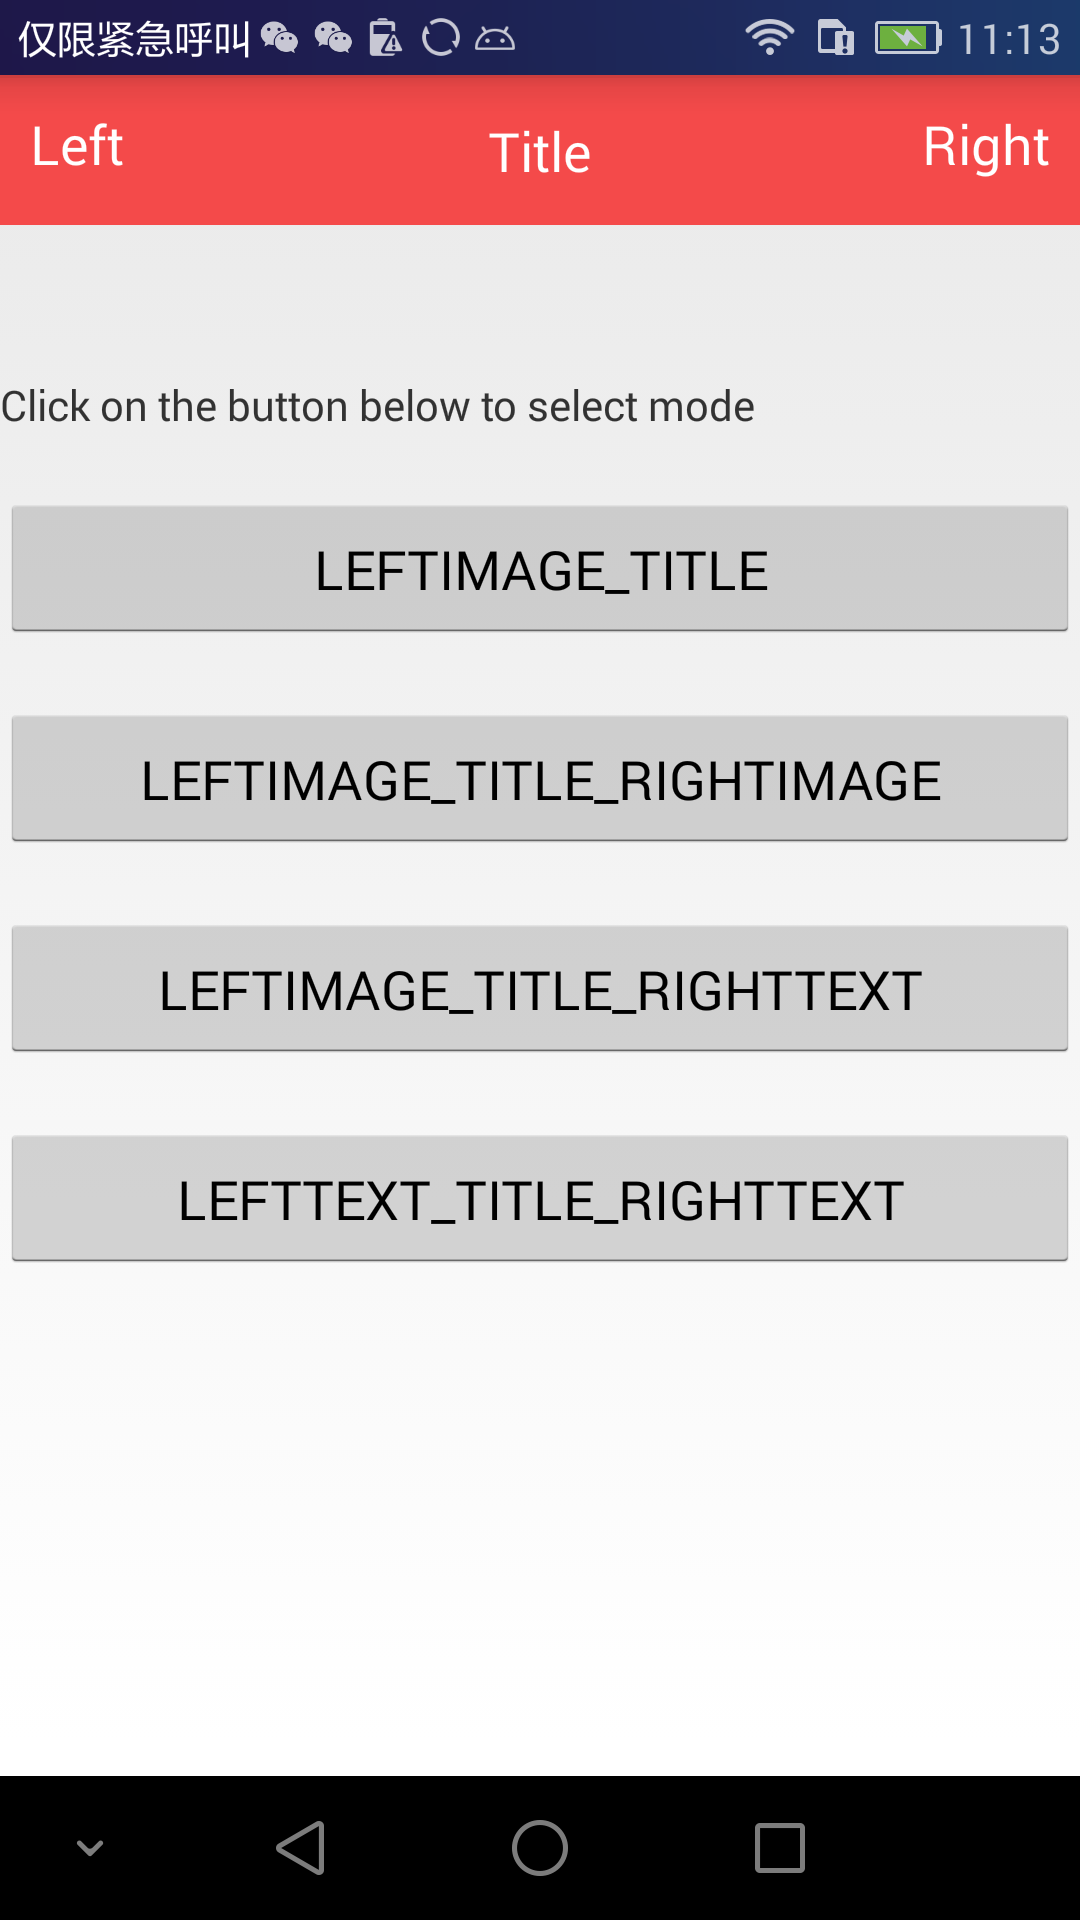 仅限紧急呼叫 11:13
Left Title Right
Click on the button below to select mode
LEFTIMAGE_TITLE
LEFTIMAGE_TITLE_RIGHTIMAGE
LEFTIMAGE_TITLE_RIGHTTEXT
LEFTTEXT_TITLE_RIGHTTEXT